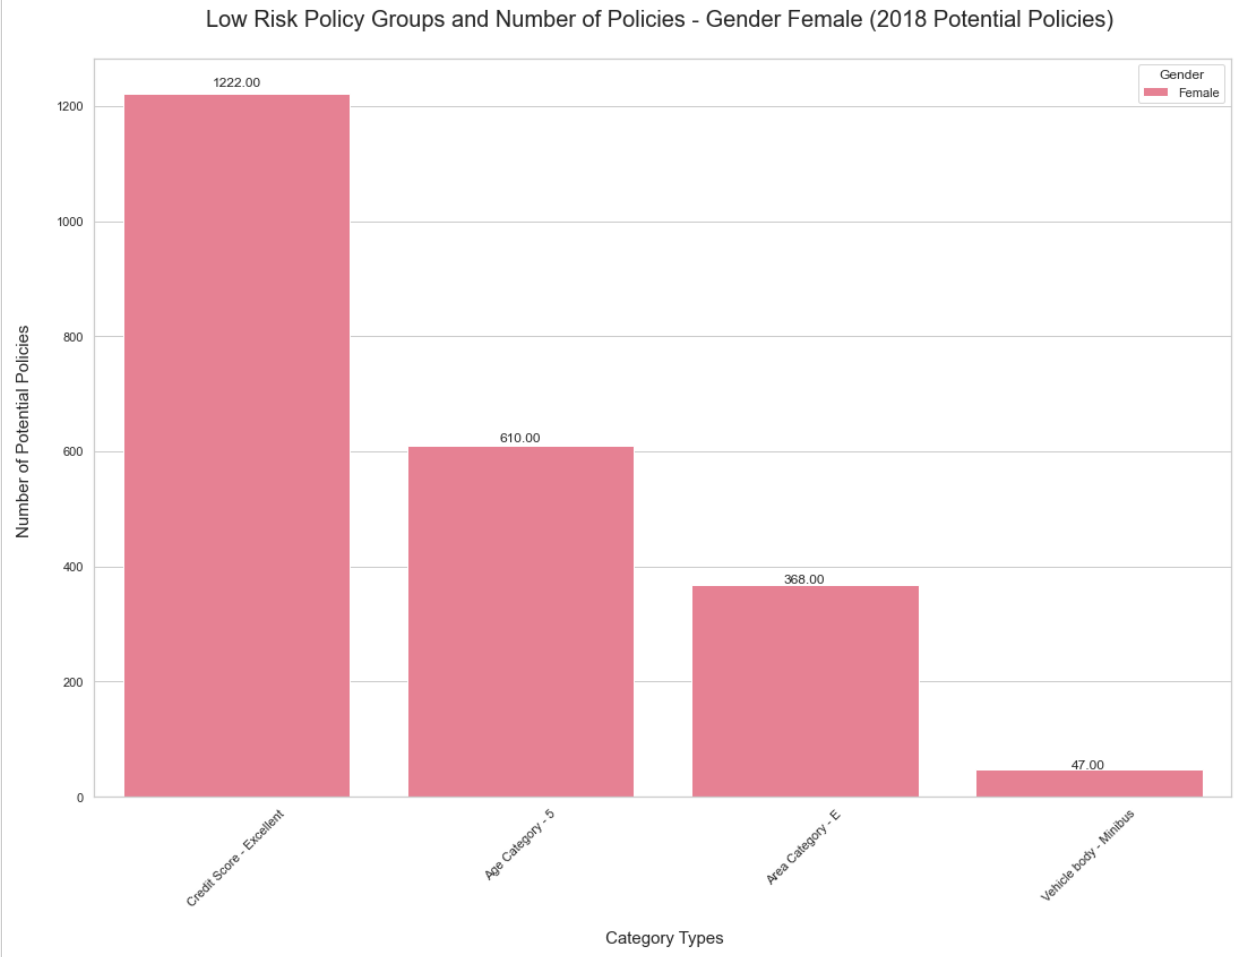 Low Risk Policy Groups and Number of Policies - Gender Female (2018 Potential Policies)
Gender
Female
Number of Potential Policies
1200
1000
800
600
400
200
0
1222.00
610.00
368.00
47.00
Credit Score - Excellent
Age Category - 5
Area Category - E
Vehicle body - Minibus
Category Types